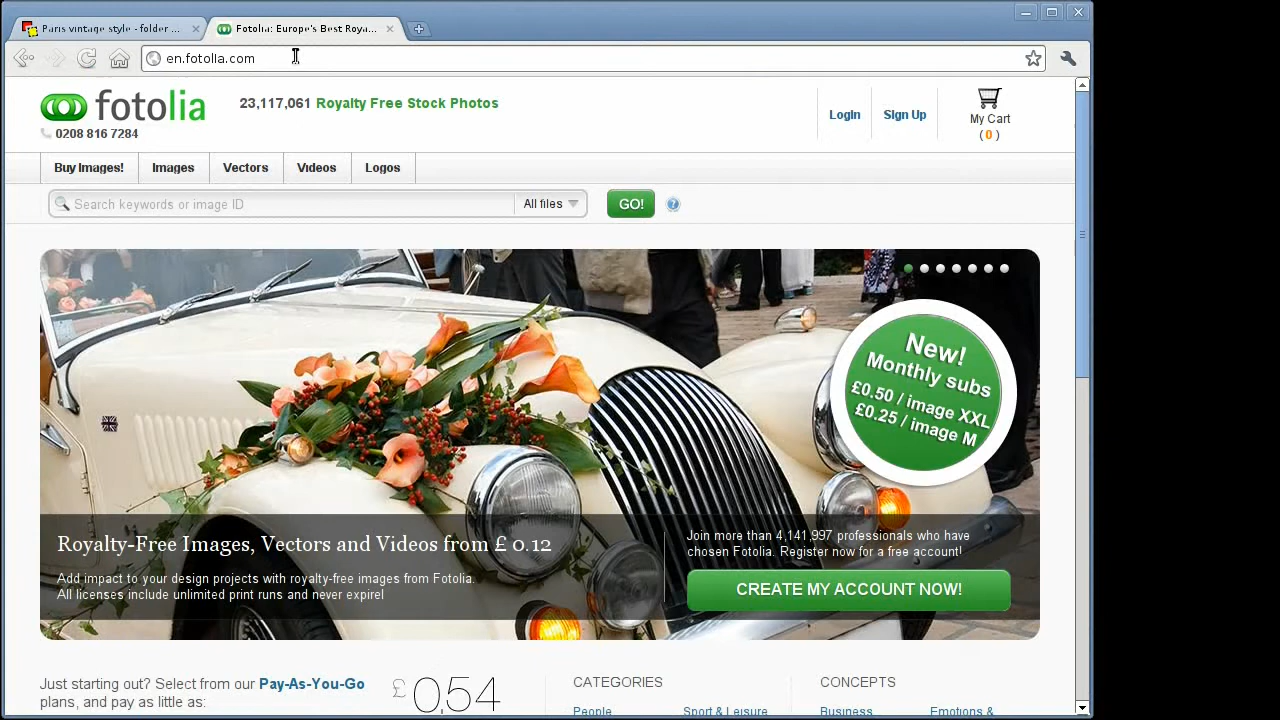 Paris vintage style - folder ...
Fotolia: Europe's Best Roya...
en.fotolia.com
fotolia
23,117,061 Royalty Free Stock Photos
0208 816 7284
Login
Sign Up
My Cart
( 0 )
Buy Images!
Images
Vectors
Videos
Logos
Search keywords or image ID
All files
GO!
?
New!
Monthly subs
£0.50 / image XXL
£0.25 / image M
Royalty-Free Images, Vectors and Videos from £ 0.12
Add impact to your design projects with royalty-free images from Fotolia.
All licenses include unlimited print runs and never expire!
Join more than 4,141,997 professionals who have
chosen Fotolia. Register now for a free account!
CREATE MY ACCOUNT NOW!
Just starting out? Select from our Pay-As-You-Go
plans, and pay as little as:
£ 0,54
CATEGORIES
CONCEPTS
People
Sport & Leisure
Business
Emotions &